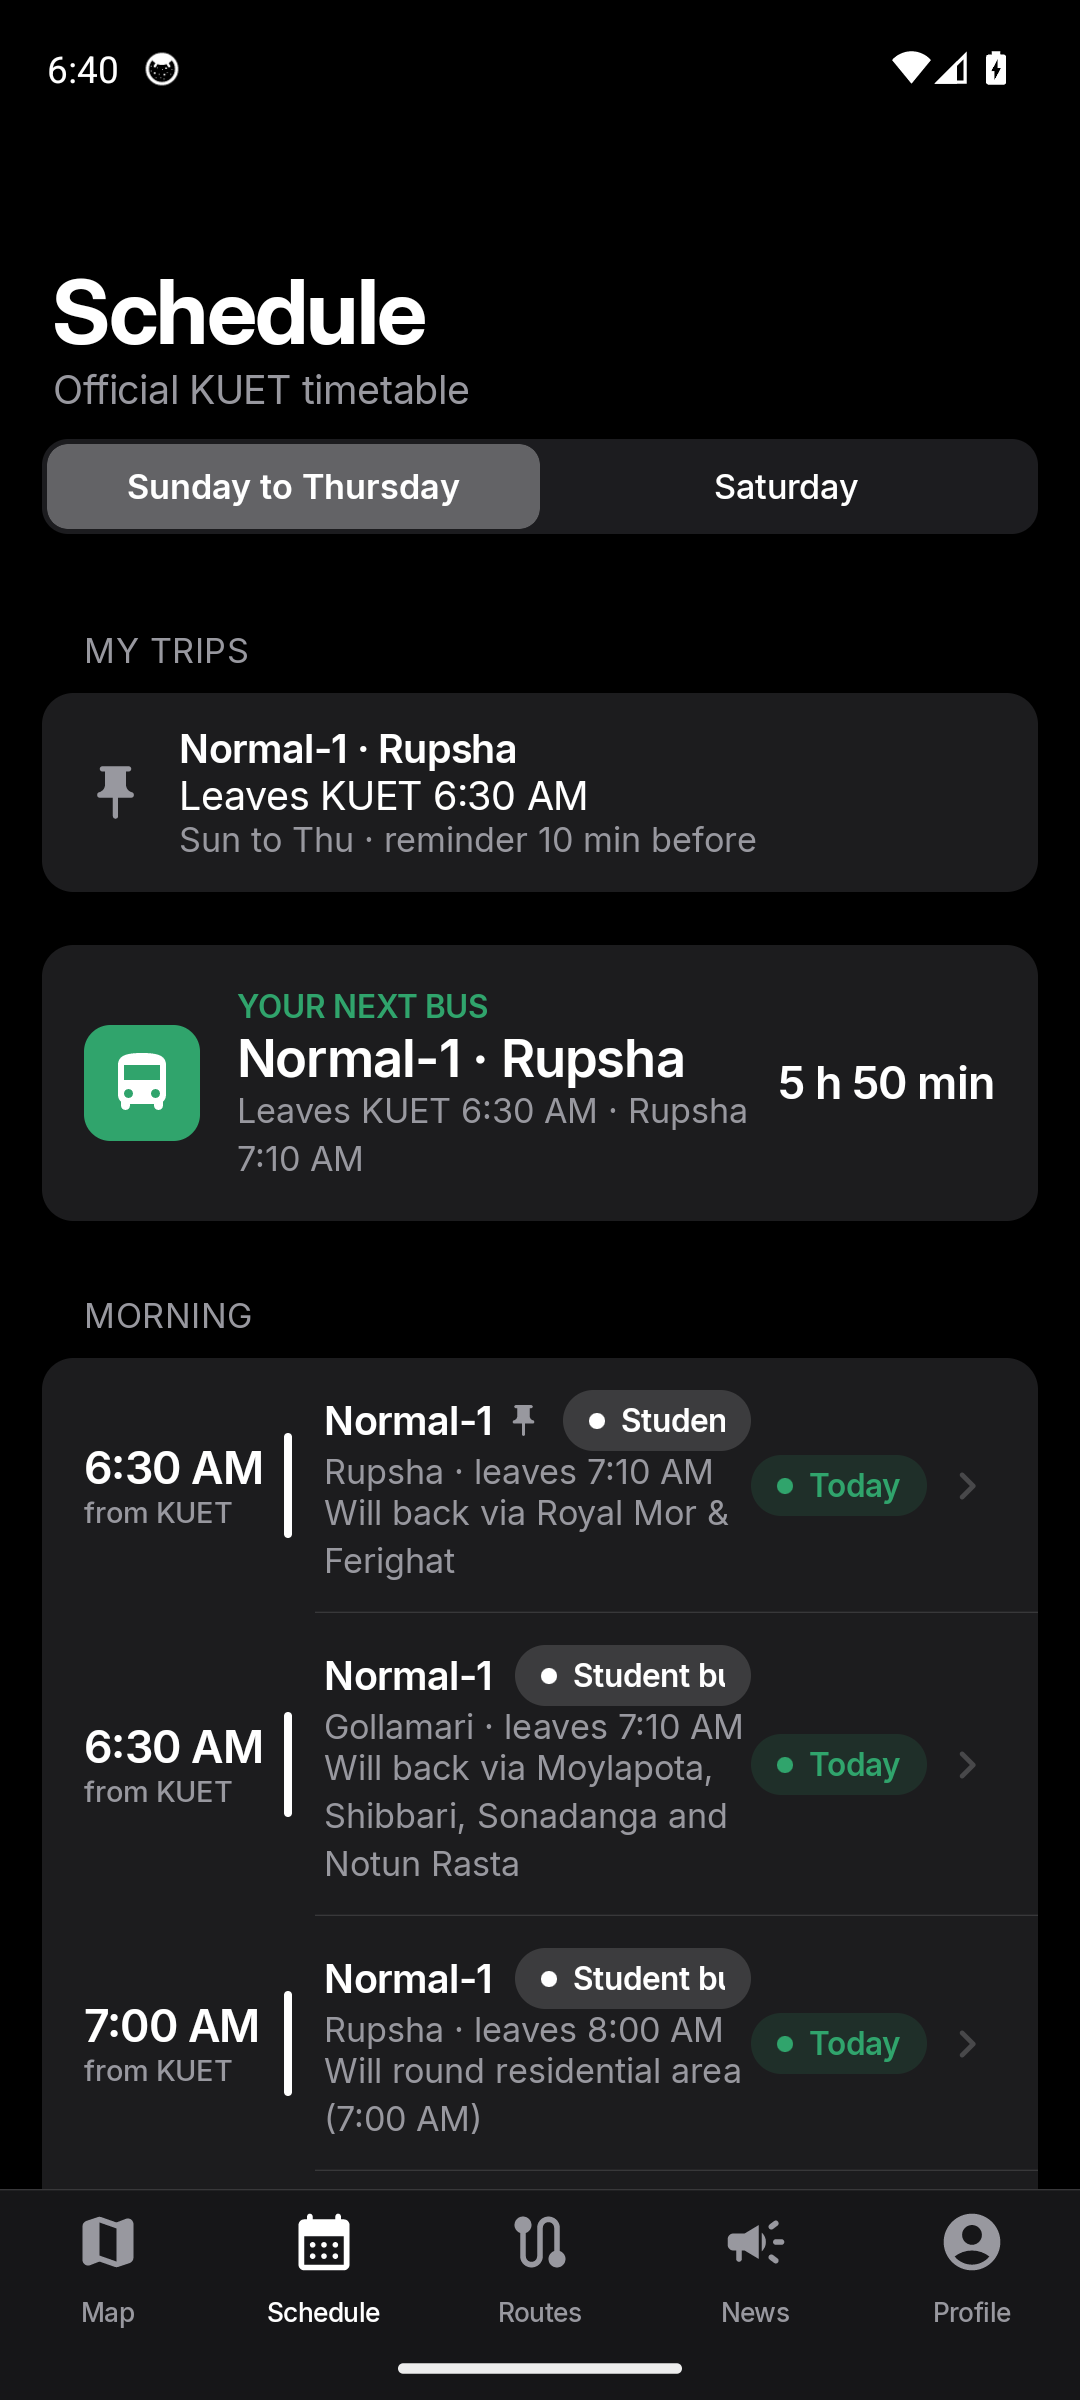 6:40
Schedule
Official KUET timetable
Sunday to Thursday
Saturday
MY TRIPS
Normal-1 · Rupsha
Leaves KUET 6:30 AM
Sun to Thu · reminder 10 min before
YOUR NEXT BUS
Normal-1 · Rupsha
Leaves KUET 6:30 AM · Rupsha
7:10 AM
5 h 50 min
MORNING
6:30 AM
from KUET
Normal-1
Studen
Rupsha · leaves 7:10 AM
Will back via Royal Mor &
Ferighat
Today
6:30 AM
from KUET
Normal-1
Student bu
Gollamari · leaves 7:10 AM
Will back via Moylapota,
Shibbari, Sonadanga and
Notun Rasta
Today
7:00 AM
from KUET
Normal-1
Student bu
Rupsha · leaves 8:00 AM
Will round residential area
(7:00 AM)
Today
Map
Schedule
Routes
News
Profile